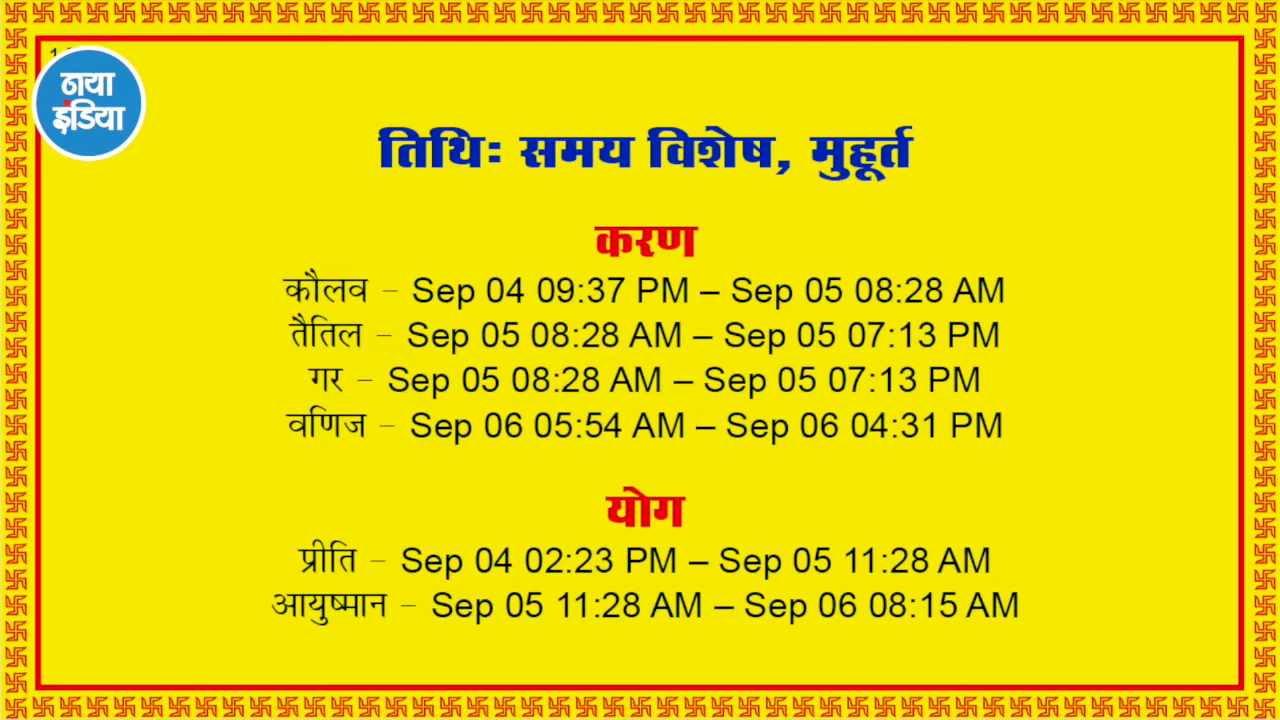 नया
इंडिया
तिथिः समय विशेष, मुहूर्त
करण
कौलव – Sep 04 09:37 PM – Sep 05 08:28 AM
तैतिल – Sep 05 08:28 AM – Sep 05 07:13 PM
गर – Sep 05 08:28 AM – Sep 05 07:13 PM
वणिज – Sep 06 05:54 AM – Sep 06 04:31 PM
योग
प्रीति – Sep 04 02:23 PM – Sep 05 11:28 AM
आयुष्मान – Sep 05 11:28 AM – Sep 06 08:15 AM